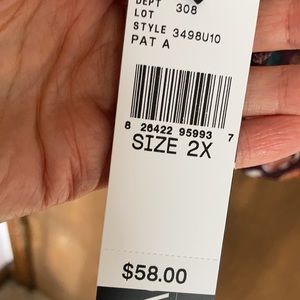 DEPT 308
LOT
STYLE 3498U10
PAT A
8 26422 95993 7
SIZE 2X
$58.00